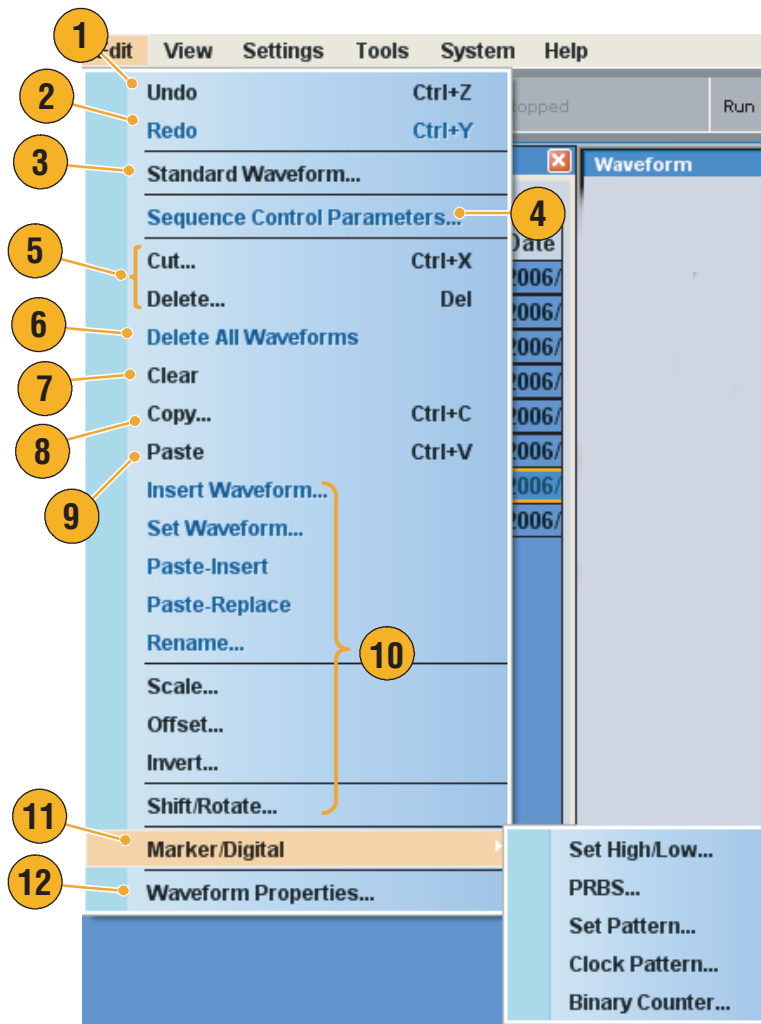 1
Edit View Settings Tools System Help
2
Undo Ctrl+Z
Redo Ctrl+Y
Run
3
Standard Waveform...
Waveform
4
Sequence Control Parameters...
Date
5
Cut... Ctrl+X
2006/
Delete... Del
2006/
6
Delete All Waveforms
2006/
7
Clear
2006/
8
Copy... Ctrl+C
2006/
9
Paste Ctrl+V
2006/
Insert Waveform...
2006/
Set Waveform...
2006/
Paste-Insert
Paste-Replace
Rename...
10
Scale...
Offset...
Invert...
Shift/Rotate...
11
Marker/Digital
12
Waveform Properties...
Set High/Low...
PRBS...
Set Pattern...
Clock Pattern...
Binary Counter...